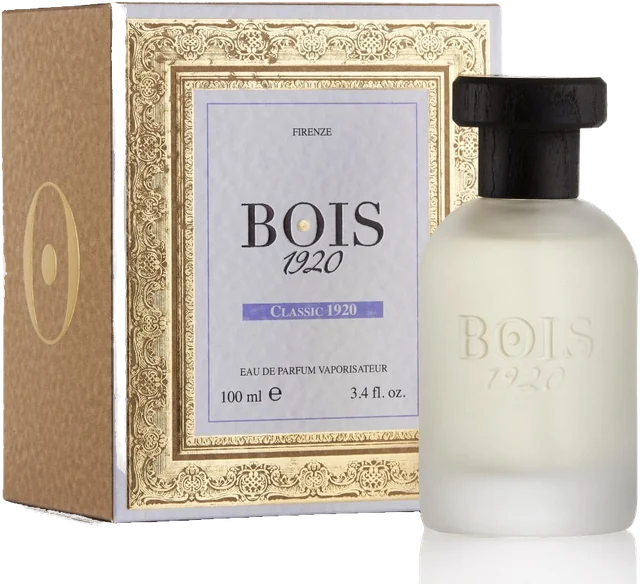 FIRENZE
BOIS
1920
CLASSIC 1920
EAU DE PARFUM VAPORISATEUR
100 ml ℮ 3.4 fl. oz.
BOIS
1920